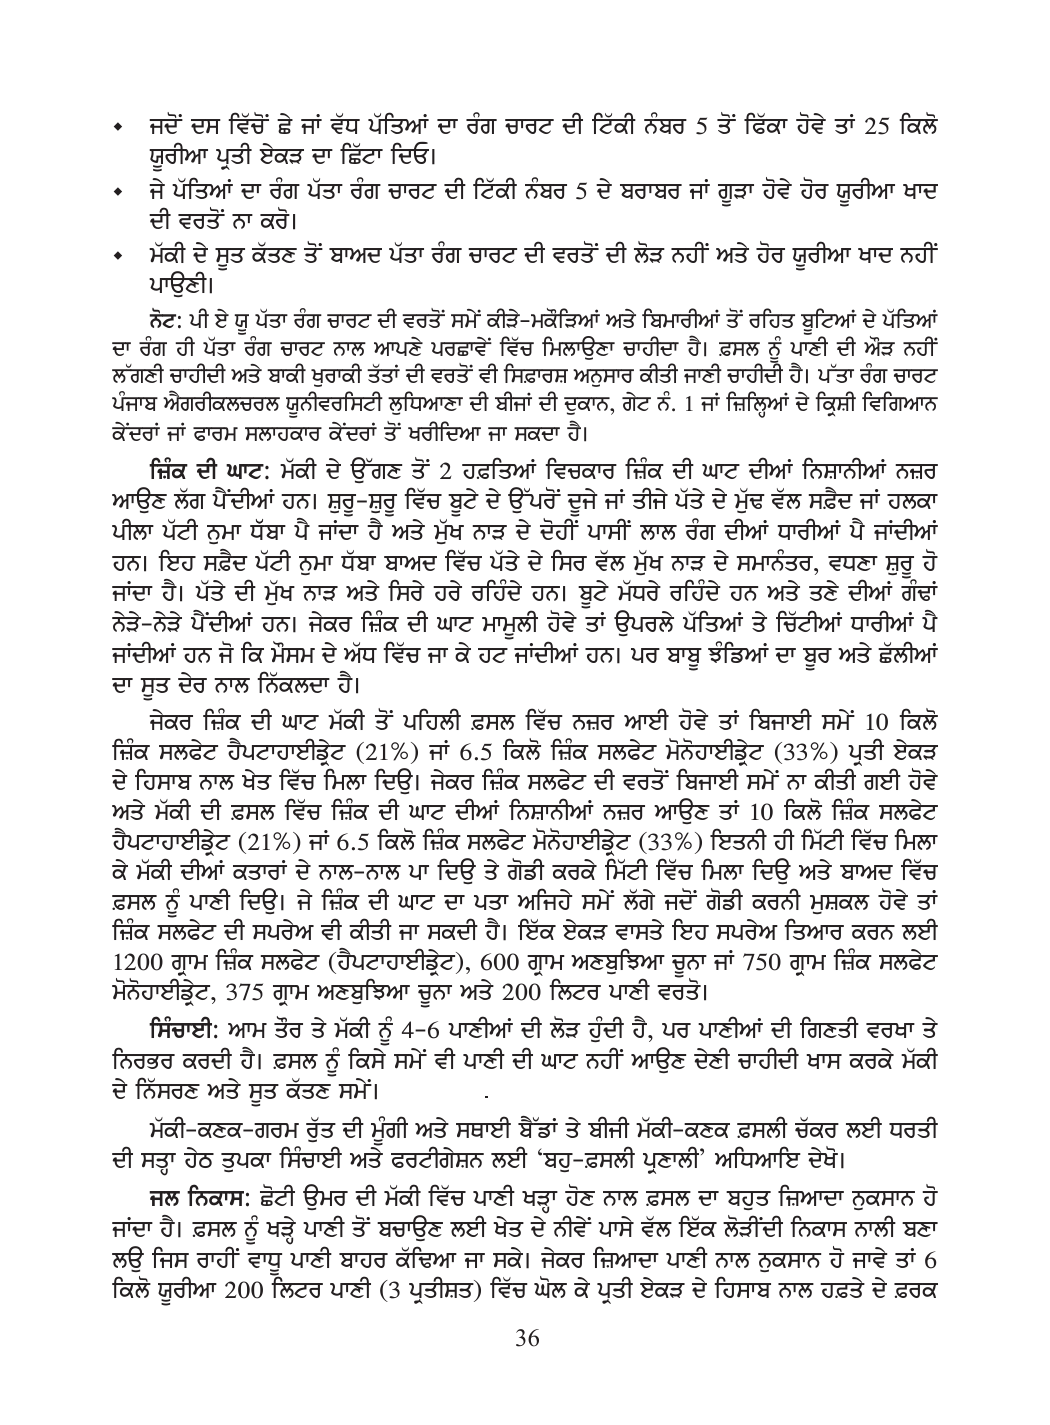 ◆ ਜਦੋਂ ਦਸ ਵਿੱਚੋਂ ਛੇ ਜਾਂ ਵੱਧ ਪੱਤਿਆਂ ਦਾ ਰੰਗ ਚਾਰਟ ਦੀ ਟਿੱਕੀ ਨੰਬਰ 5 ਤੋਂ ਫਿੱਕਾ ਹੋਵੇ ਤਾਂ 25 ਕਿਲੋ
ਯੂਰੀਆ ਪ੍ਰਤੀ ਏਕੜ ਦਾ ਛਿੱਟਾ ਦਿਓ।
◆ ਜੇ ਪੱਤਿਆਂ ਦਾ ਰੰਗ ਪੱਤਾ ਰੰਗ ਚਾਰਟ ਦੀ ਟਿੱਕੀ ਨੰਬਰ 5 ਦੇ ਬਰਾਬਰ ਜਾਂ ਗੂੜਾ ਹੋਵੇ ਹੋਰ ਯੂਰੀਆ ਖਾਦ
ਦੀ ਵਰਤੋਂ ਨਾ ਕਰੋ।
◆ ਮੱਕੀ ਦੇ ਸੂਤ ਕੱਤਣ ਤੋਂ ਬਾਅਦ ਪੱਤਾ ਰੰਗ ਚਾਰਟ ਦੀ ਵਰਤੋਂ ਦੀ ਲੋੜ ਨਹੀਂ ਅਤੇ ਹੋਰ ਯੂਰੀਆ ਖਾਦ ਨਹੀਂ
ਪਾਉਣੀ।
ਨੋਟ: ਪੀ ਏ ਯੂ ਪੱਤਾ ਰੰਗ ਚਾਰਟ ਦੀ ਵਰਤੋਂ ਸਮੇਂ ਕੀੜੇ-ਮਕੌੜਿਆਂ ਅਤੇ ਬਿਮਾਰੀਆਂ ਤੋਂ ਰਹਿਤ ਬੂਟਿਆਂ ਦੇ ਪੱਤਿਆਂ
ਦਾ ਰੰਗ ਹੀ ਪੱਤਾ ਰੰਗ ਚਾਰਟ ਨਾਲ ਆਪਣੇ ਪਰਛਾਵੇਂ ਵਿੱਚ ਮਿਲਾਉਣਾ ਚਾਹੀਦਾ ਹੈ। ਫ਼ਸਲ ਨੂੰ ਪਾਣੀ ਦੀ ਔੜ ਨਹੀਂ
ਲੱਗਣੀ ਚਾਹੀਦੀ ਅਤੇ ਬਾਕੀ ਖੁਰਾਕੀ ਤੱਤਾਂ ਦੀ ਵਰਤੋਂ ਵੀ ਸਿਫ਼ਾਰਸ਼ ਅਨੁਸਾਰ ਕੀਤੀ ਜਾਣੀ ਚਾਹੀਦੀ ਹੈ। ਪੱਤਾ ਰੰਗ ਚਾਰਟ
ਪੰਜਾਬ ਐਗਰੀਕਲਚਰਲ ਯੂਨੀਵਰਸਿਟੀ ਲੁਧਿਆਣਾ ਦੀ ਬੀਜਾਂ ਦੀ ਦੁਕਾਨ, ਗੇਟ ਨੰ. 1 ਜਾਂ ਜ਼ਿਲ੍ਹਿਆਂ ਦੇ ਕ੍ਰਿਸ਼ੀ ਵਿਗਿਆਨ
ਕੇਂਦਰਾਂ ਜਾਂ ਫਾਰਮ ਸਲਾਹਕਾਰ ਕੇਂਦਰਾਂ ਤੋਂ ਖਰੀਦਿਆ ਜਾ ਸਕਦਾ ਹੈ।
ਜ਼ਿੰਕ ਦੀ ਘਾਟ: ਮੱਕੀ ਦੇ ਉੱਗਣ ਤੋਂ 2 ਹਫ਼ਤਿਆਂ ਵਿਚਕਾਰ ਜ਼ਿੰਕ ਦੀ ਘਾਟ ਦੀਆਂ ਨਿਸ਼ਾਨੀਆਂ ਨਜ਼ਰ
ਆਉਣ ਲੱਗ ਪੈਂਦੀਆਂ ਹਨ। ਸ਼ੁਰੂ-ਸ਼ੁਰੂ ਵਿੱਚ ਬੂਟੇ ਦੇ ਉੱਪਰੋਂ ਦੂਜੇ ਜਾਂ ਤੀਜੇ ਪੱਤੇ ਦੇ ਮੁੱਢ ਵੱਲ ਸਫ਼ੈਦ ਜਾਂ ਹਲਕਾ
ਪੀਲਾ ਪੱਟੀ ਨੁਮਾ ਧੱਬਾ ਪੈ ਜਾਂਦਾ ਹੈ ਅਤੇ ਮੁੱਖ ਨਾੜ ਦੇ ਦੋਹੀਂ ਪਾਸੀਂ ਲਾਲ ਰੰਗ ਦੀਆਂ ਧਾਰੀਆਂ ਪੈ ਜਾਂਦੀਆਂ
ਹਨ। ਇਹ ਸਫ਼ੈਦ ਪੱਟੀ ਨੁਮਾ ਧੱਬਾ ਬਾਅਦ ਵਿੱਚ ਪੱਤੇ ਦੇ ਸਿਰ ਵੱਲ ਮੁੱਖ ਨਾੜ ਦੇ ਸਮਾਨੰਤਰ, ਵਧਣਾ ਸ਼ੁਰੂ ਹੋ
ਜਾਂਦਾ ਹੈ। ਪੱਤੇ ਦੀ ਮੁੱਖ ਨਾੜ ਅਤੇ ਸਿਰੇ ਹਰੇ ਰਹਿੰਦੇ ਹਨ। ਬੂਟੇ ਮੱਧਰੇ ਰਹਿੰਦੇ ਹਨ ਅਤੇ ਤਣੇ ਦੀਆਂ ਗੰਢਾਂ
ਨੇੜੇ-ਨੇੜੇ ਪੈਂਦੀਆਂ ਹਨ। ਜੇਕਰ ਜ਼ਿੰਕ ਦੀ ਘਾਟ ਮਾਮੂਲੀ ਹੋਵੇ ਤਾਂ ਉਪਰਲੇ ਪੱਤਿਆਂ ਤੇ ਚਿੱਟੀਆਂ ਧਾਰੀਆਂ ਪੈ
ਜਾਂਦੀਆਂ ਹਨ ਜੋ ਕਿ ਮੌਸਮ ਦੇ ਅੱਧ ਵਿੱਚ ਜਾ ਕੇ ਹਟ ਜਾਂਦੀਆਂ ਹਨ। ਪਰ ਬਾਬੂ ਝੰਡਿਆਂ ਦਾ ਬੂਰ ਅਤੇ ਛੱਲੀਆਂ
ਦਾ ਸੂਤ ਦੇਰ ਨਾਲ ਨਿੱਕਲਦਾ ਹੈ।
ਜੇਕਰ ਜ਼ਿੰਕ ਦੀ ਘਾਟ ਮੱਕੀ ਤੋਂ ਪਹਿਲੀ ਫ਼ਸਲ ਵਿੱਚ ਨਜ਼ਰ ਆਈ ਹੋਵੇ ਤਾਂ ਬਿਜਾਈ ਸਮੇਂ 10 ਕਿਲੋ
ਜ਼ਿੰਕ ਸਲਫੇਟ ਹੈਪਟਾਹਾਈਡ੍ਰੇਟ (21%) ਜਾਂ 6.5 ਕਿਲੋ ਜ਼ਿੰਕ ਸਲਫੇਟ ਮੋਨੋਹਾਈਡ੍ਰੇਟ (33%) ਪ੍ਰਤੀ ਏਕੜ
ਦੇ ਹਿਸਾਬ ਨਾਲ ਖੇਤ ਵਿੱਚ ਮਿਲਾ ਦਿਉ। ਜੇਕਰ ਜ਼ਿੰਕ ਸਲਫੇਟ ਦੀ ਵਰਤੋਂ ਬਿਜਾਈ ਸਮੇਂ ਨਾ ਕੀਤੀ ਗਈ ਹੋਵੇ
ਅਤੇ ਮੱਕੀ ਦੀ ਫ਼ਸਲ ਵਿੱਚ ਜ਼ਿੰਕ ਦੀ ਘਾਟ ਦੀਆਂ ਨਿਸ਼ਾਨੀਆਂ ਨਜ਼ਰ ਆਉਣ ਤਾਂ 10 ਕਿਲੋ ਜ਼ਿੰਕ ਸਲਫੇਟ
ਹੈਪਟਾਹਾਈਡ੍ਰੇਟ (21%) ਜਾਂ 6.5 ਕਿਲੋ ਜ਼ਿੰਕ ਸਲਫੇਟ ਮੋਨੋਹਾਈਡ੍ਰੇਟ (33%) ਇਤਨੀ ਹੀ ਮਿੱਟੀ ਵਿੱਚ ਮਿਲਾ
ਕੇ ਮੱਕੀ ਦੀਆਂ ਕਤਾਰਾਂ ਦੇ ਨਾਲ-ਨਾਲ ਪਾ ਦਿਉ ਤੇ ਗੋਡੀ ਕਰਕੇ ਮਿੱਟੀ ਵਿੱਚ ਮਿਲਾ ਦਿਉ ਅਤੇ ਬਾਅਦ ਵਿੱਚ
ਫ਼ਸਲ ਨੂੰ ਪਾਣੀ ਦਿਉ। ਜੇ ਜ਼ਿੰਕ ਦੀ ਘਾਟ ਦਾ ਪਤਾ ਅਜਿਹੇ ਸਮੇਂ ਲੱਗੇ ਜਦੋਂ ਗੋਡੀ ਕਰਨੀ ਮੁਸ਼ਕਲ ਹੋਵੇ ਤਾਂ
ਜ਼ਿੰਕ ਸਲਫੇਟ ਦੀ ਸਪਰੇਅ ਵੀ ਕੀਤੀ ਜਾ ਸਕਦੀ ਹੈ। ਇੱਕ ਏਕੜ ਵਾਸਤੇ ਇਹ ਸਪਰੇਅ ਤਿਆਰ ਕਰਨ ਲਈ
1200 ਗ੍ਰਾਮ ਜ਼ਿੰਕ ਸਲਫੇਟ (ਹੈਪਟਾਹਾਈਡ੍ਰੇਟ), 600 ਗ੍ਰਾਮ ਅਣਬੁਝਿਆ ਚੂਨਾ ਜਾਂ 750 ਗ੍ਰਾਮ ਜ਼ਿੰਕ ਸਲਫੇਟ
ਮੋਨੋਹਾਈਡ੍ਰੇਟ, 375 ਗ੍ਰਾਮ ਅਣਬੁਝਿਆ ਚੂਨਾ ਅਤੇ 200 ਲਿਟਰ ਪਾਣੀ ਵਰਤੋ।
ਸਿੰਚਾਈ: ਆਮ ਤੌਰ ਤੇ ਮੱਕੀ ਨੂੰ 4-6 ਪਾਣੀਆਂ ਦੀ ਲੋੜ ਹੁੰਦੀ ਹੈ, ਪਰ ਪਾਣੀਆਂ ਦੀ ਗਿਣਤੀ ਵਰਖਾ ਤੇ
ਨਿਰਭਰ ਕਰਦੀ ਹੈ। ਫ਼ਸਲ ਨੂੰ ਕਿਸੇ ਸਮੇਂ ਵੀ ਪਾਣੀ ਦੀ ਘਾਟ ਨਹੀਂ ਆਉਣ ਦੇਣੀ ਚਾਹੀਦੀ ਖਾਸ ਕਰਕੇ ਮੱਕੀ
ਦੇ ਨਿੱਸਰਣ ਅਤੇ ਸੂਤ ਕੱਤਣ ਸਮੇਂ।
ਮੱਕੀ-ਕਣਕ-ਗਰਮ ਰੁੱਤ ਦੀ ਮੂੰਗੀ ਅਤੇ ਸਥਾਈ ਬੈੱਡਾਂ ਤੇ ਬੀਜੀ ਮੱਕੀ-ਕਣਕ ਫ਼ਸਲੀ ਚੱਕਰ ਲਈ ਧਰਤੀ
ਦੀ ਸਤ੍ਹਾ ਹੇਠ ਤੁਪਕਾ ਸਿੰਚਾਈ ਅਤੇ ਫਰਟੀਗੇਸ਼ਨ ਲਈ ‘ਬਹੁ-ਫ਼ਸਲੀ ਪ੍ਰਣਾਲੀ’ ਅਧਿਆਇ ਦੇਖੋ।
ਜਲ ਨਿਕਾਸ: ਛੋਟੀ ਉਮਰ ਦੀ ਮੱਕੀ ਵਿੱਚ ਪਾਣੀ ਖੜ੍ਹਾ ਹੋਣ ਨਾਲ ਫ਼ਸਲ ਦਾ ਬਹੁਤ ਜ਼ਿਆਦਾ ਨੁਕਸਾਨ ਹੋ
ਜਾਂਦਾ ਹੈ। ਫ਼ਸਲ ਨੂੰ ਖੜ੍ਹੇ ਪਾਣੀ ਤੋਂ ਬਚਾਉਣ ਲਈ ਖੇਤ ਦੇ ਨੀਵੇਂ ਪਾਸੇ ਵੱਲ ਇੱਕ ਲੋੜੀਂਦੀ ਨਿਕਾਸ ਨਾਲੀ ਬਣਾ
ਲਉ ਜਿਸ ਰਾਹੀਂ ਵਾਧੂ ਪਾਣੀ ਬਾਹਰ ਕੱਢਿਆ ਜਾ ਸਕੇ। ਜੇਕਰ ਜ਼ਿਆਦਾ ਪਾਣੀ ਨਾਲ ਨੁਕਸਾਨ ਹੋ ਜਾਵੇ ਤਾਂ 6
ਕਿਲੋ ਯੂਰੀਆ 200 ਲਿਟਰ ਪਾਣੀ (3 ਪ੍ਰਤੀਸ਼ਤ) ਵਿੱਚ ਘੋਲ ਕੇ ਪ੍ਰਤੀ ਏਕੜ ਦੇ ਹਿਸਾਬ ਨਾਲ ਹਫ਼ਤੇ ਦੇ ਫ਼ਰਕ
36